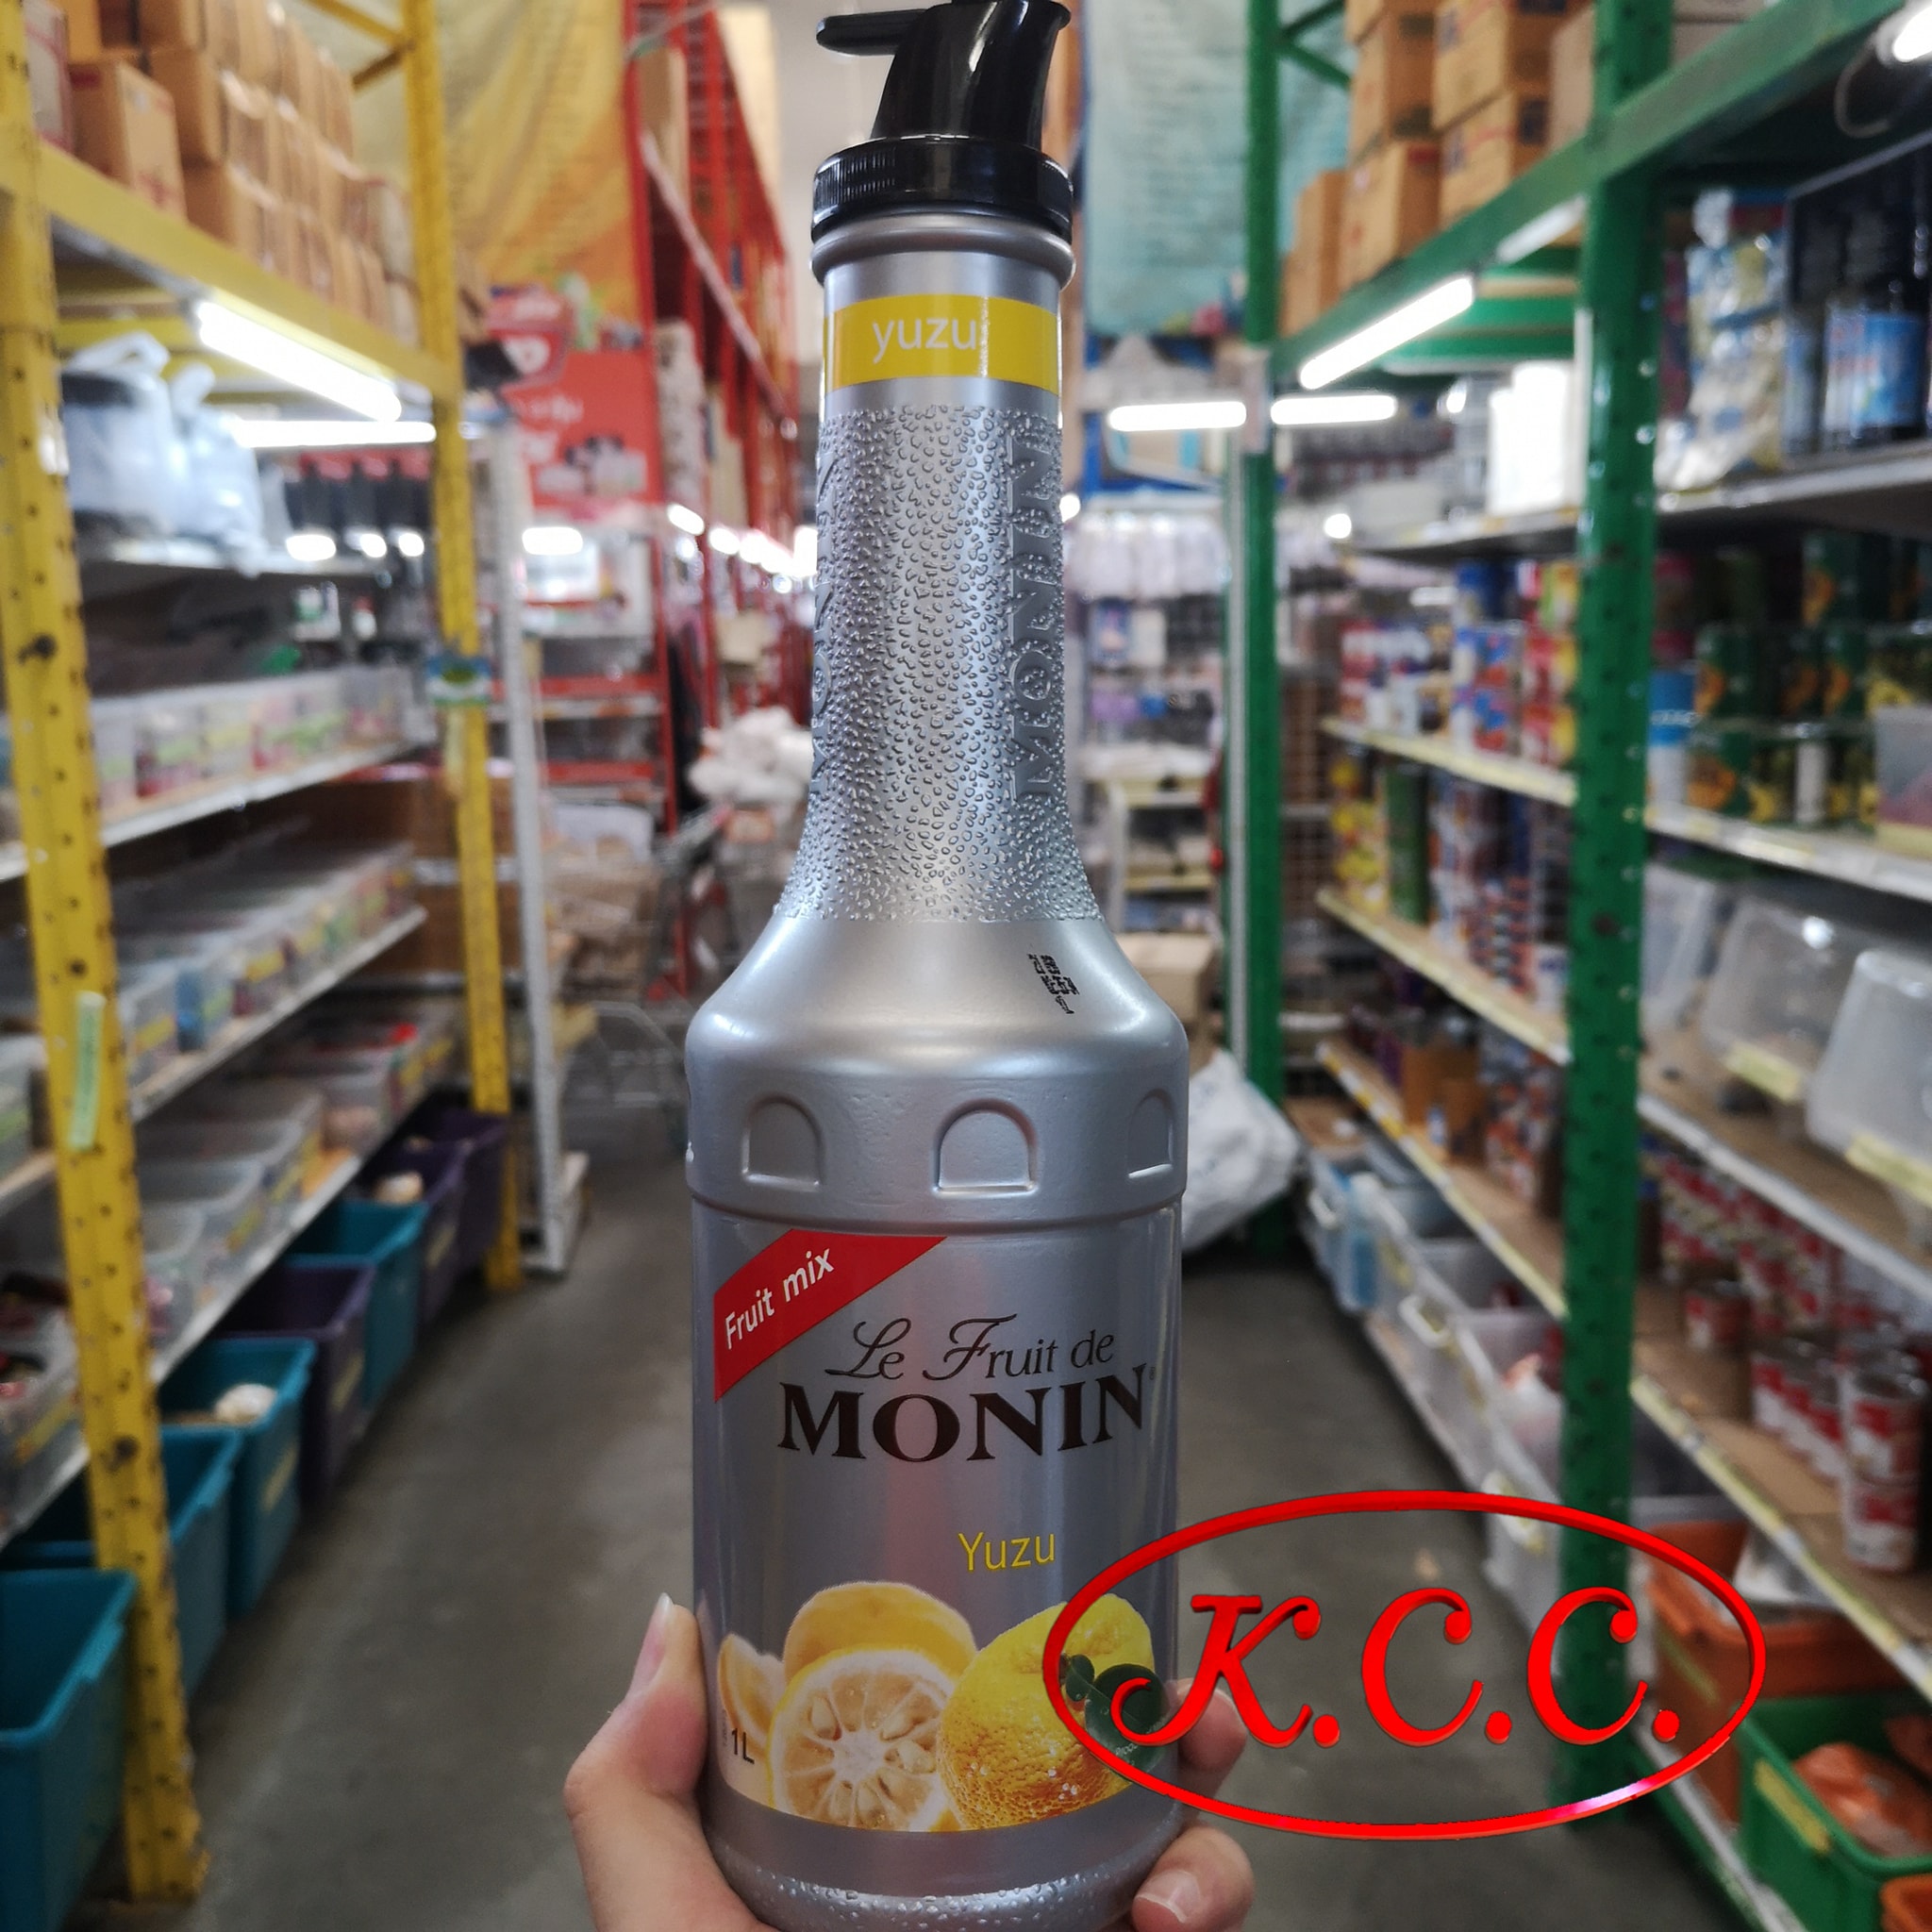 yuzu
MONIN
Fruit mix
Le Fruit de
MONIN
Yuzu
1L
K.C.C.